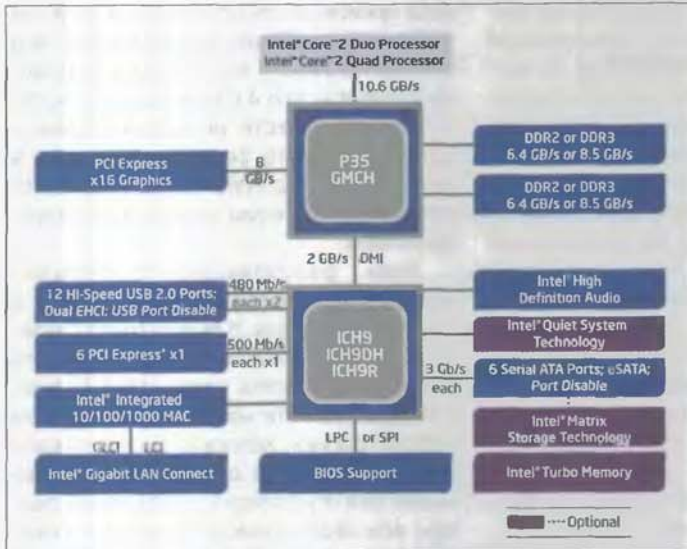 Intel® Core™2 Duo Processor
Intel® Core™2 Quad Processor
10.6 GB/s
P35
GMCH
PCI Express
x16 Graphics
8
GB/s
DDR2 or DDR3
6.4 GB/s or 8.5 GB/s
DDR2 or DDR3
6.4 GB/s or 8.5 GB/s
2 GB/s DMI
12 Hi-Speed USB 2.0 Ports;
Dual EHCI; USB Port Disable
480 Mb/s
each x2
6 PCI Express* x1
500 Mb/s
each x1
Intel® Integrated
10/100/1000 MAC
GLCI LCI
Intel® Gigabit LAN Connect
ICH9
ICH9DH
ICH9R
LPC or SPI
BIOS Support
Intel® High
Definition Audio
Intel® Quiet System
Technology
3 Gb/s
each
6 Serial ATA Ports; eSATA;
Port Disable
Intel® Matrix
Storage Technology
Intel® Turbo Memory
Optional